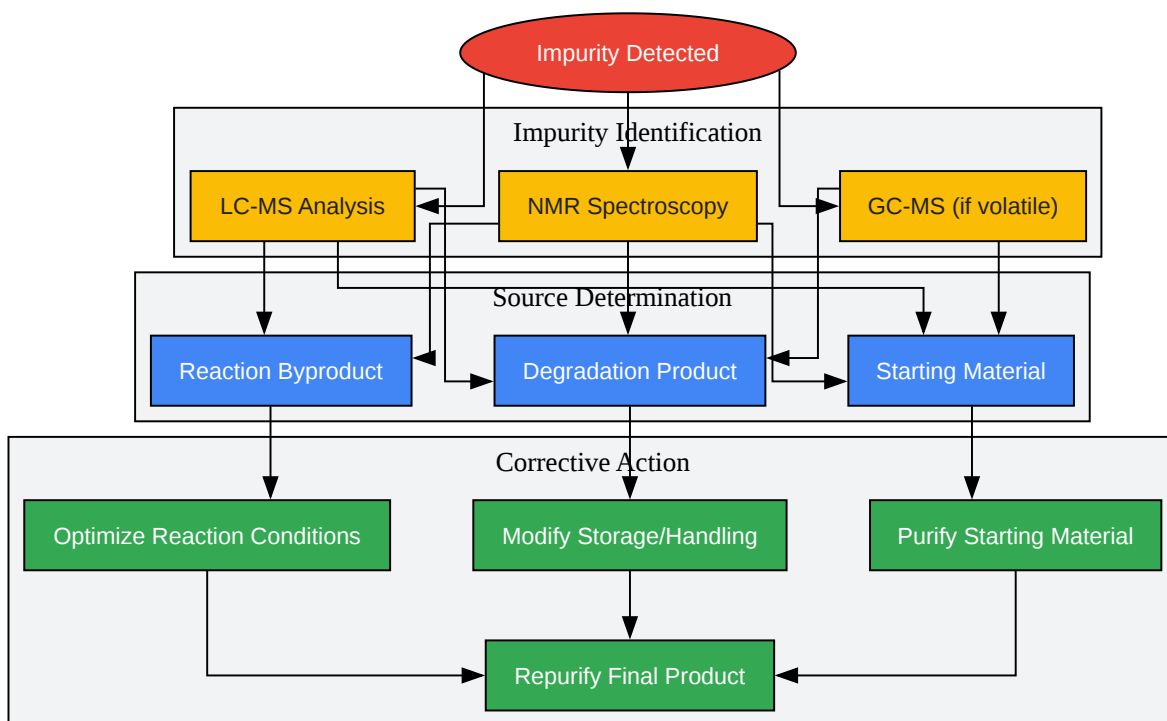 Impurity Detected
Impurity Identification
LC-MS Analysis
NMR Spectroscopy
GC-MS (if volatile)
Source Determination
Reaction Byproduct
Degradation Product
Starting Material
Corrective Action
Optimize Reaction Conditions
Modify Storage/Handling
Purify Starting Material
Repurify Final Product